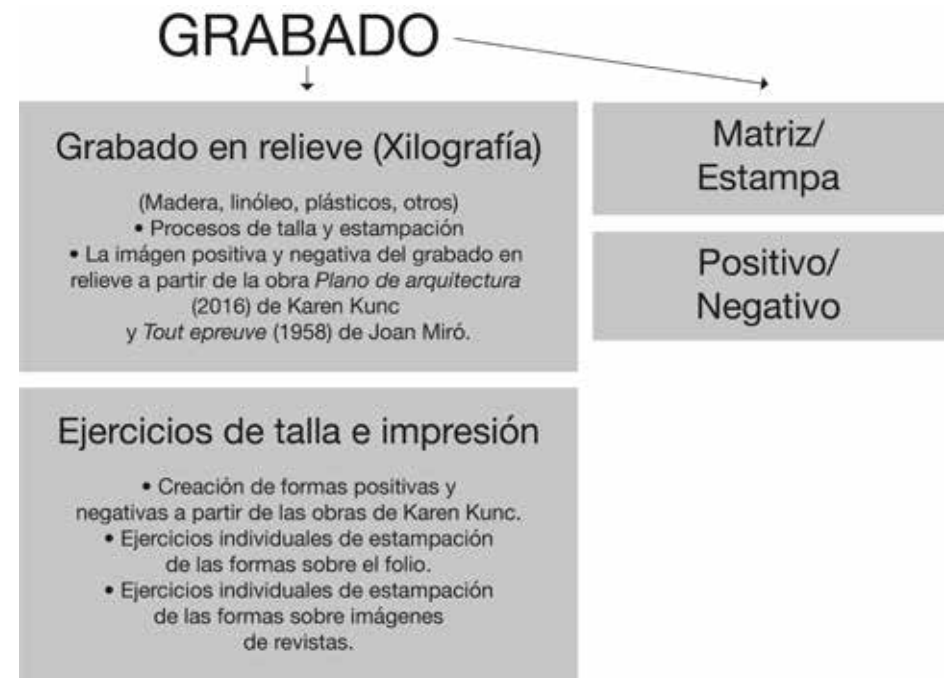 GRABADO
Grabado en relieve (Xilografía)
(Madera, linóleo, plásticos, otros)
• Procesos de talla y estampación
• La imágen positiva y negativa del grabado en
relieve a partir de la obra Plano de arquitectura
(2016) de Karen Kunc
y Tout epreuve (1958) de Joan Miró.
Ejercicios de talla e impresión
• Creación de formas positivas y
negativas a partir de las obras de Karen Kunc.
• Ejercicios individuales de estampación
de las formas sobre el folio.
• Ejercicios individuales de estampación
de las formas sobre imágenes
de revistas.
Matriz/
Estampa
Positivo/
Negativo